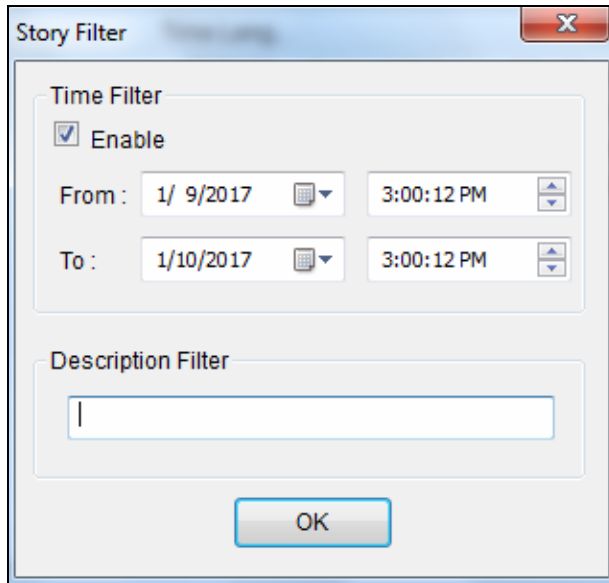 Story Filter
Time Filter
Enable
From : 1/ 9/2017 3:00:12 PM
To : 1/10/2017 3:00:12 PM
Description Filter
OK